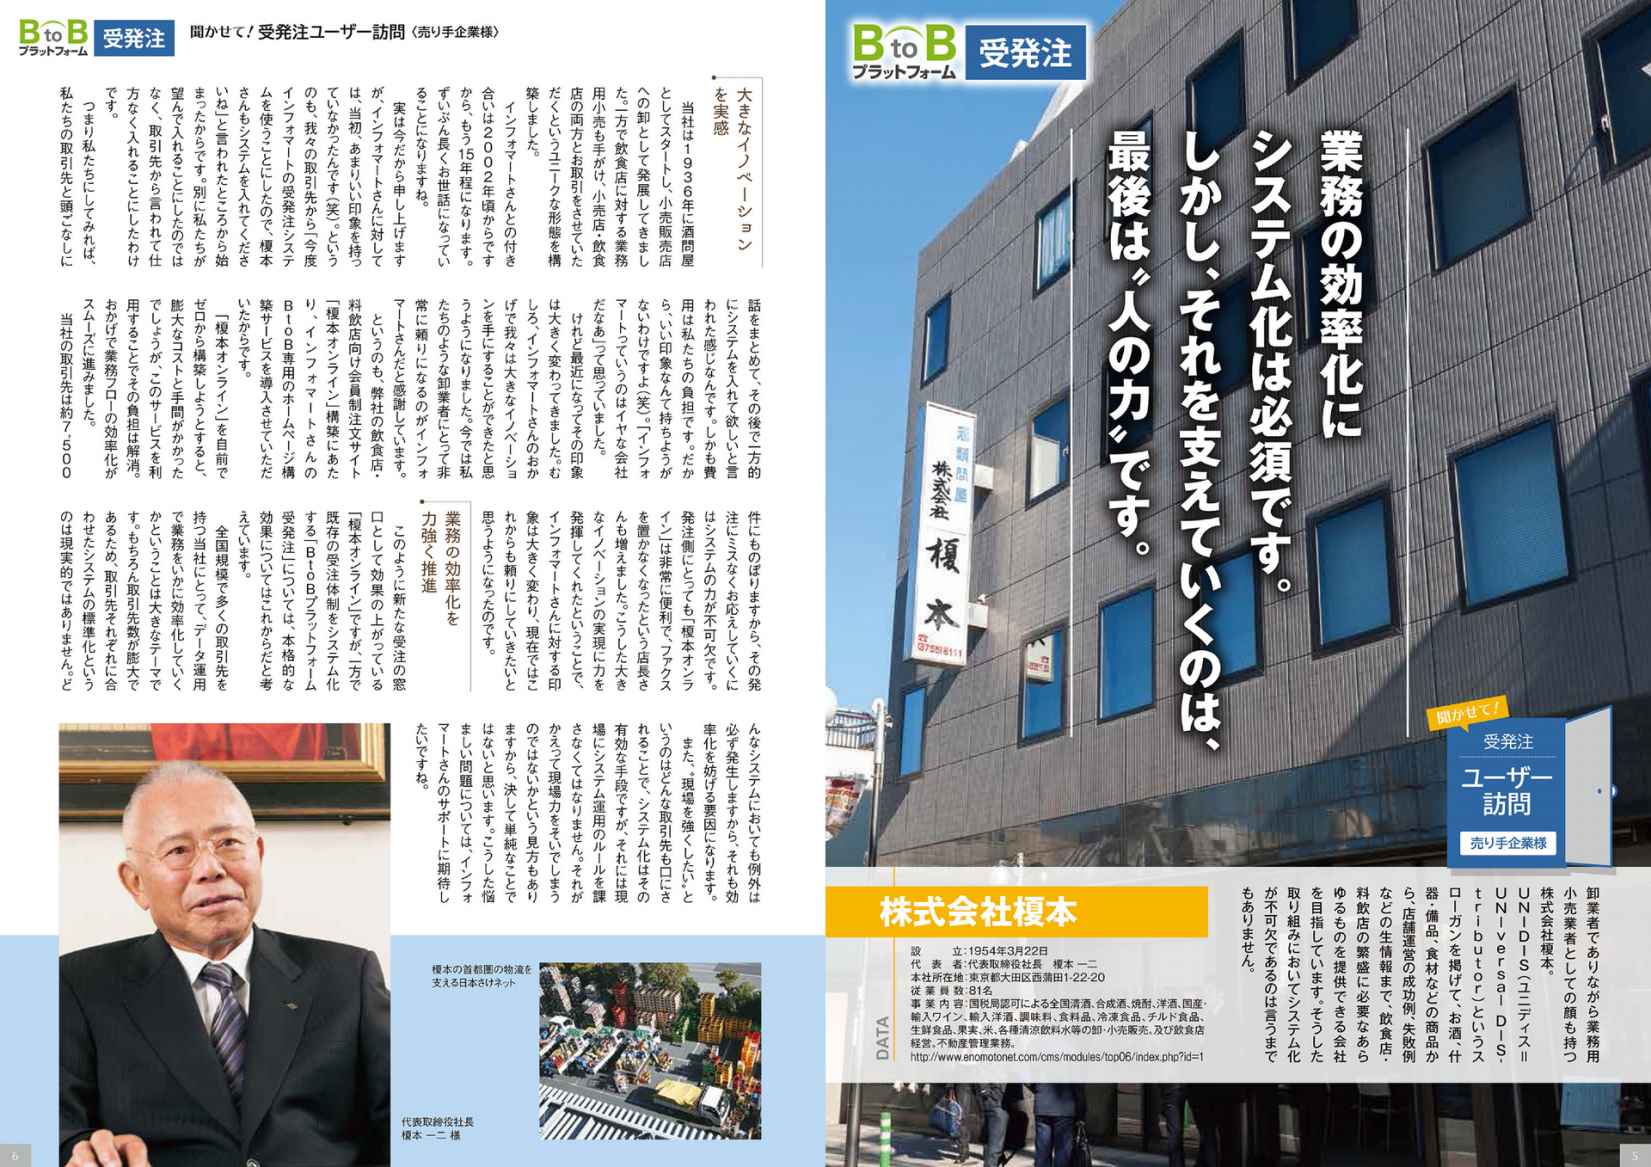 BtoB
プラットフォーム
受発注
業務の効率化に
システム化は必須です。
しかし、それを支えていくのは、
最後は〝人の力〟です。
酒類問屋
株式会社
榎本
聞かせて！
受発注
ユーザー
訪問
売り手企業様
卸業者でありながら業務用
小売業者としての顔も持つ
株式会社榎本。
UNIDIS（ユニディス＝
UNiversal DIS-
tributor）というス
ローガンを掲げて、お酒、什
器・備品、食材などの商品か
ら、店舗運営の成功例、失敗例
などの生情報まで、飲食店・
料飲店の繁盛に必要なあら
ゆるものを提供できる会社
を目指しています。そうした
取り組みにおいてシステム化
が不可欠であるのは言うまで
もありません。
株式会社榎本
DATA
設　　立：1954年3月22日
代 表 者：代表取締役社長　榎本 一二
本社所在地：東京都大田区西蒲田1-22-20
従 業 員 数：81名
事 業 内 容：国税局認可による全国清酒、合成酒、焼酎、洋酒、国産・
輸入ワイン、輸入洋酒、調味料、食料品、冷凍食品、チルド食品、
生鮮食品、果実、米、各種清涼飲料水等の卸・小売販売、及び飲食店
経営、不動産管理業務。
http://www.enomotonet.com/cms/modules/top06/index.php?id=1
5
BtoB
プラットフォーム
受発注
聞かせて！受発注ユーザー訪問〈売り手企業様〉
大きなイノベーション
を実感
当社は1936年に酒問屋
としてスタートし、小売販売店
への卸として発展してきまし
た。一方で飲食店に対する業務
用小売も手がけ、小売店・飲食
店の両方とお取引をさせていた
だくというユニークな形態を構
築しました。
インフォマートさんとの付き
合いは2002年頃からです
から、もう15年程になります。
ずいぶん長くお世話になってい
ることになりますね。
実は今だから申し上げます
が、インフォマートさんに対して
は、当初、あまりいい印象を持っ
ていなかったんです（笑）。という
のも、我々の取引先から「今度
インフォマートの受発注システ
ムを使うことにしたので、榎本
さんもシステムを入れてくださ
いね」と言われたところから始
まったからです。別に私たちが
望んで入れることにしたのでは
なく、取引先から言われて仕
方なく入れることにしたわけ
です。
つまり私たちにしてみれば、
私たちの取引先と頭ごなしに
話をまとめて、その後で一方的
にシステムを入れて欲しいと言
われた感じなんです。しかも費
用は私たちの負担です。だか
ら、いい印象なんて持ちようが
ないわけですよ（笑）。「インフォ
マートっていうのはイヤな会社
だなあ」って思っていました。
けれど最近になってその印象
は大きく変わってきました。む
しろ、インフォマートさんのおか
げで我々は大きなイノベーショ
ンを手にすることができたと思
うようになりました。今では私
たちのような卸業者にとって非
常に頼りになるのがインフォ
マートさんだと感謝しています。
というのも、弊社の飲食店・
料飲店向け会員制注文サイト
「榎本オンライン」構築にあた
り、インフォマートさんの
BtoB専用のホームページ構
築サービスを導入させていただ
いたからです。
「榎本オンライン」を自前で
ゼロから構築しようとすると、
膨大なコストと手間がかかった
でしょうが、このサービスを利
用することでその負担は解消。
おかげで業務フローの効率化が
スムーズに進みました。
当社の取引先は約7,500
件にものぼりますから、その発
注にミスなくお応えしていくに
はシステムの力が不可欠です。
発注側にとっても「榎本オンラ
イン」は非常に便利で、ファクス
を置かなくなったという店長さ
んも増えました。こうした大き
なイノベーションの実現に力を
発揮してくれたということで、
インフォマートさんに対する印
象は大きく変わり、現在ではこ
れからも頼りにしていきたいと
思うようになったのです。
業務の効率化を
力強く推進
このように新たな受注の窓
口として効果の上がっている
「榎本オンライン」ですが、一方で
既存の受注体制をシステム化
する「BtoBプラットフォーム
受発注」については、本格的な
効果についてはこれからだと考
えています。
全国規模で多くの取引先を
持つ当社にとって、データ運用
で業務をいかに効率化していく
かということは大きなテーマで
す。もちろん取引先数が膨大で
あるため、取引先それぞれに合
わせたシステムの標準化という
のは現実的ではありません。ど
んなシステムにおいても例外は
必ず発生しますから、それも効
率化を妨げる要因になります。
また、〝現場を強くしたい〟と
いうのはどんな取引先も口にさ
れることで、システム化はその
有効な手段ですが、それには現
場にシステム運用のルールを課
さなくてはなりません。それが
かえって現場力をそいでしまう
のではないかという見方もあり
ますから、決して単純なことで
はないと思います。こうした悩
ましい問題については、インフォ
マートさんのサポートに期待し
たいですね。
榎本の首都圏の物流を
支える日本さけネット
代表取締役社長
榎本 一二 様
6